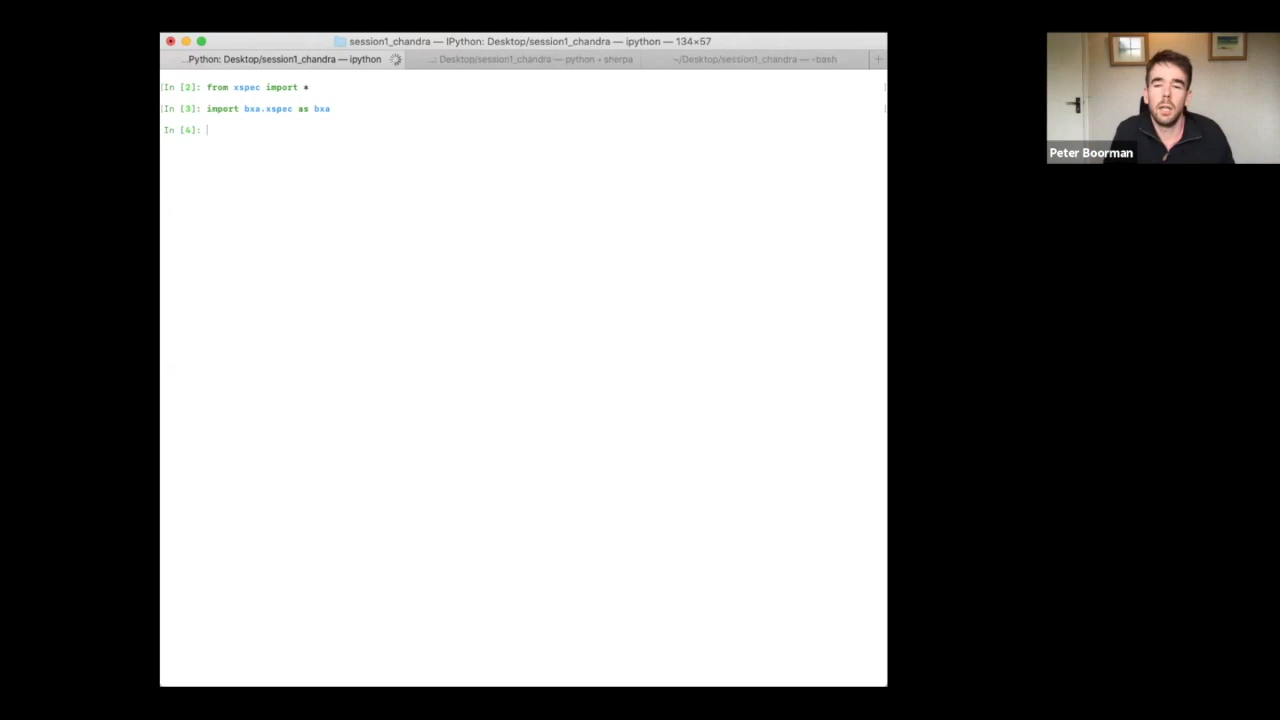 session1_chandra — IPython: Desktop/session1_chandra — ipython — 134×57
...Python: Desktop/session1_chandra — ipython
...: Desktop/session1_chandra — python ◂ sherpa
~/Desktop/session1_chandra — -bash
+
[In [2]: from xspec import *
[In [3]: import bxa.xspec as bxa
In [4]:
Peter Boorman